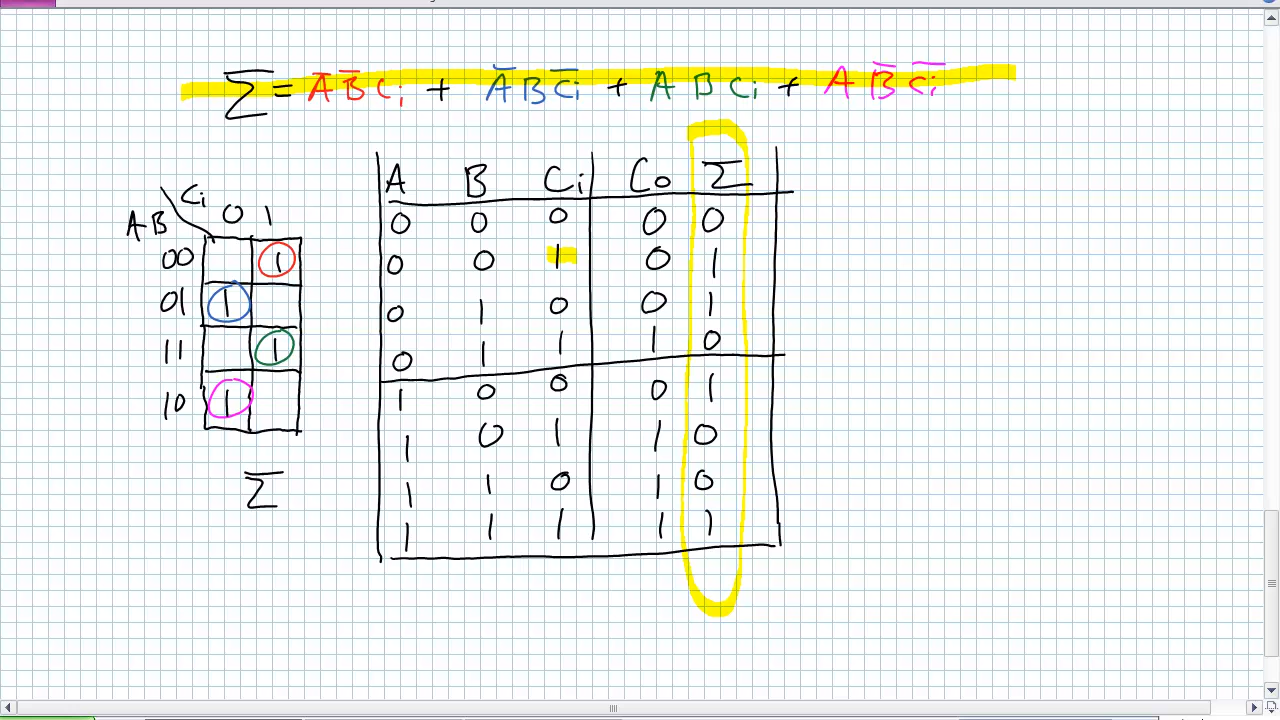 Σ = A̅ B̅ Ci + A̅ B C̅i̅ + A B Ci + A B̅ C̅i̅
A B Ci Co Σ
0 0 0 0 0
0 0 1 0 1
0 1 0 0 1
0 1 1 1 0
1 0 0 0 1
1 0 1 1 0
1 1 0 1 0
1 1 1 1 1
Ci
AB 0 1
00 1
01 1
11 1
10 1
Σ